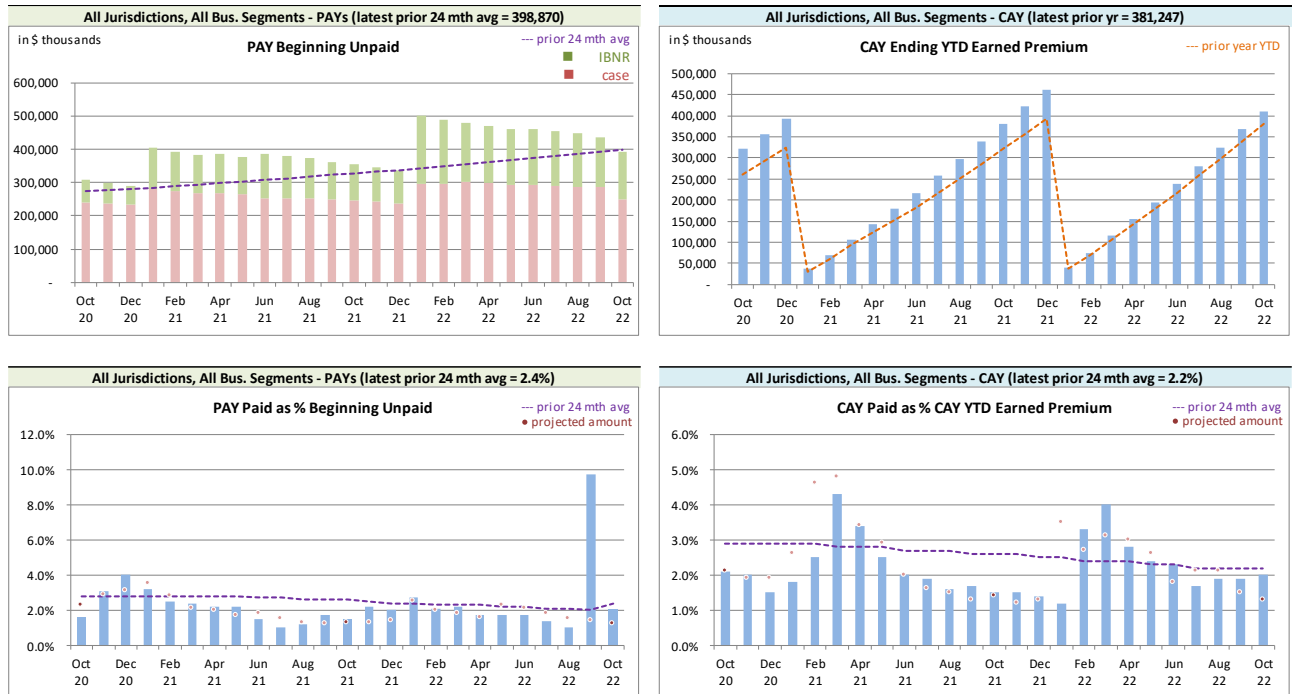 All Jurisdictions, All Bus. Segments - PAYs (latest prior 24 mth avg = 398,870)
in $ thousands
PAY Beginning Unpaid
--- prior 24 mth avg
IBNR
case
600,000
500,000
400,000
300,000
200,000
100,000
-
Oct Dec Feb Apr Jun Aug Oct Dec Feb Apr Jun Aug Oct
20 20 21 21 21 21 21 21 22 22 22 22 22
All Jurisdictions, All Bus. Segments - CAY (latest prior yr = 381,247)
in $ thousands
CAY Ending YTD Earned Premium
--- prior year YTD
500,000
450,000
400,000
350,000
300,000
250,000
200,000
150,000
100,000
50,000
-
Oct Dec Feb Apr Jun Aug Oct Dec Feb Apr Jun Aug Oct
20 20 21 21 21 21 21 21 22 22 22 22 22
All Jurisdictions, All Bus. Segments - PAYs (latest prior 24 mth avg = 2.4%)
PAY Paid as % Beginning Unpaid
--- prior 24 mth avg
• projected amount
12.0%
10.0%
8.0%
6.0%
4.0%
2.0%
0.0%
Oct Dec Feb Apr Jun Aug Oct Dec Feb Apr Jun Aug Oct
20 20 21 21 21 21 21 21 22 22 22 22 22
All Jurisdictions, All Bus. Segments - CAY (latest prior 24 mth avg = 2.2%)
CAY Paid as % CAY YTD Earned Premium
--- prior 24 mth avg
• projected amount
6.0%
5.0%
4.0%
3.0%
2.0%
1.0%
0.0%
Oct Dec Feb Apr Jun Aug Oct Dec Feb Apr Jun Aug Oct
20 20 21 21 21 21 21 21 22 22 22 22 22